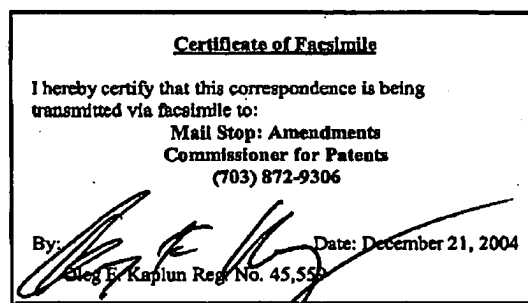 Certificate of Facsimile
I hereby certify that this correspondence is being
transmitted via facsimile to:
Mail Stop: Amendments
Commissioner for Patents
(703) 872-9306
By: Date: December 21, 2004
Oleg F. Kaplun Reg. No. 45,559